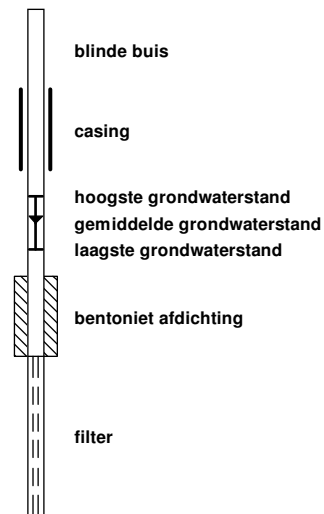 blinde buis
casing
hoogste grondwaterstand
gemiddelde grondwaterstand
laagste grondwaterstand
bentoniet afdichting
filter